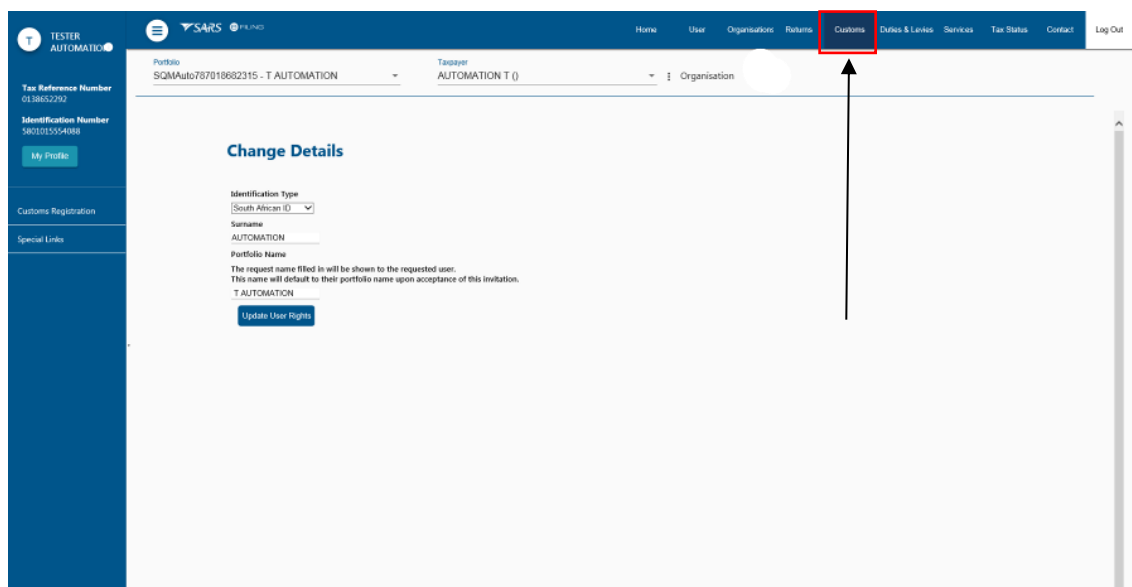 T
TESTER
AUTOMATION
Tax Reference Number
0138652292
Identification Number
5801015554088
My Profile
Customs Registration
Special Links
SARS eFILING
Home User Organisations Returns Customs Duties & Levies Services Tax Status Contact Log Out
Portfolio
SQMAuto787018682315 - T AUTOMATION
Taxpayer
AUTOMATION T ()
Organisation
Change Details
Identification Type
South African ID
Surname
AUTOMATION
Portfolio Name
The request name filled in will be shown to the requested user.
This name will default to their portfolio name upon acceptance of this invitation.
T AUTOMATION
Update User Rights